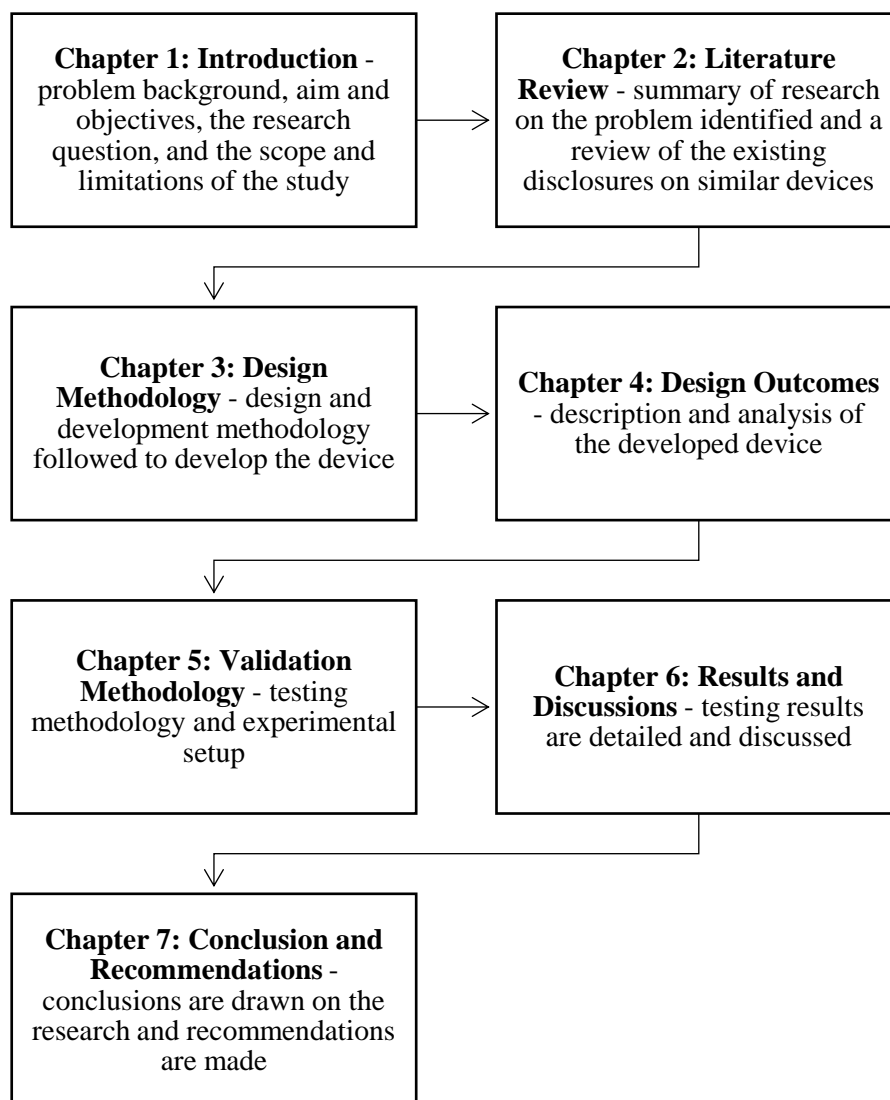 Chapter 1: Introduction -
problem background, aim and
objectives, the research
question, and the scope and
limitations of the study
Chapter 2: Literature
Review - summary of research
on the problem identified and a
review of the existing
disclosures on similar devices
Chapter 3: Design
Methodology - design and
development methodology
followed to develop the device
Chapter 4: Design Outcomes
- description and analysis of
the developed device
Chapter 5: Validation
Methodology - testing
methodology and experimental
setup
Chapter 6: Results and
Discussions - testing results
are detailed and discussed
Chapter 7: Conclusion and
Recommendations -
conclusions are drawn on the
research and recommendations
are made